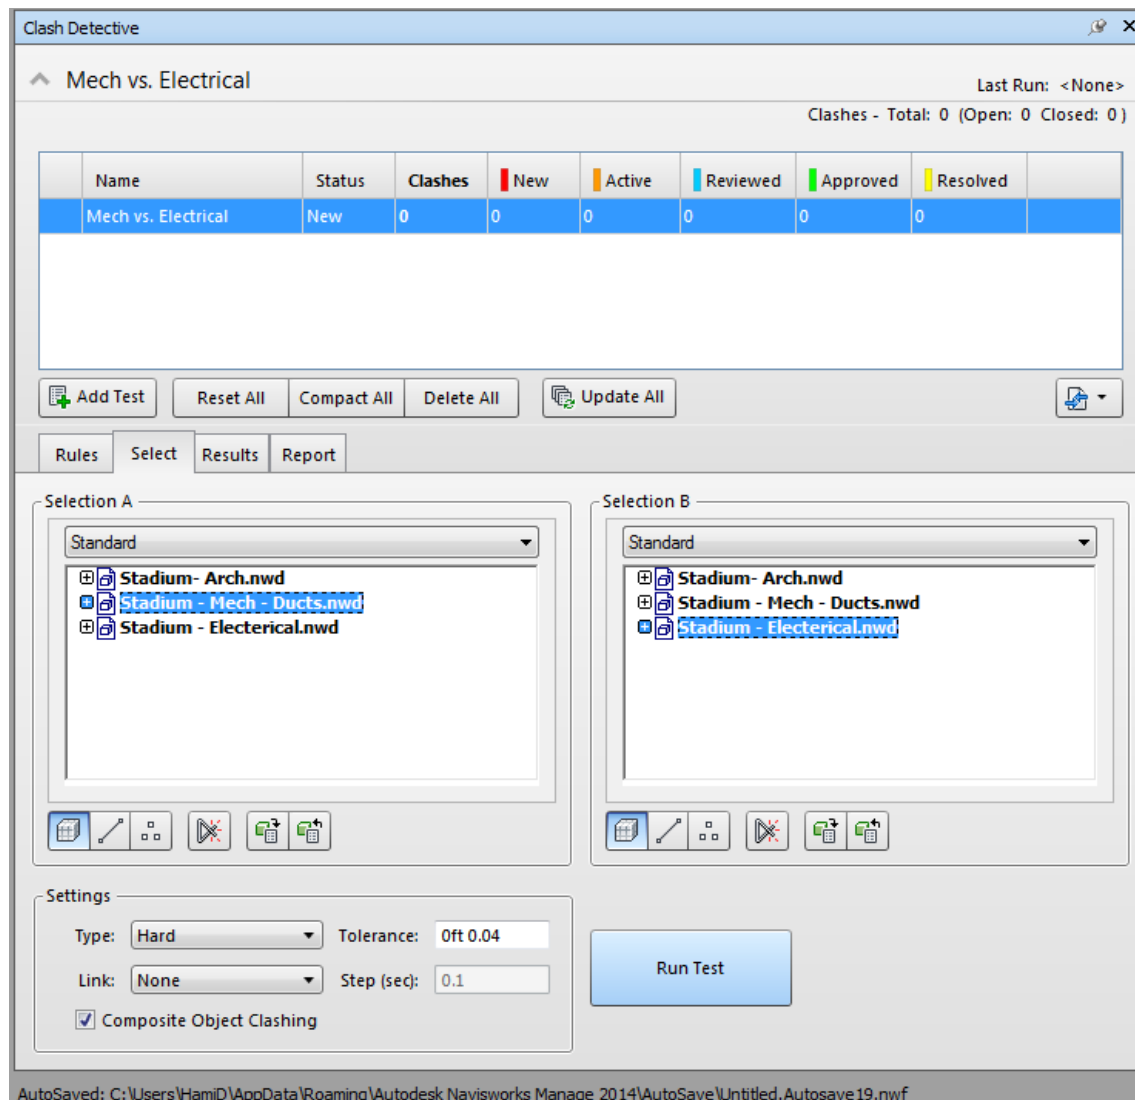 Clash Detective
Mech vs. Electrical
Last Run: <None>
Clashes - Total: 0 (Open: 0 Closed: 0)
Name Status Clashes New Active Reviewed Approved Resolved
Mech vs. Electrical New 0 0 0 0 0 0
Add Test Reset All Compact All Delete All Update All
Rules Select Results Report
Selection A
Standard
Stadium- Arch.nwd
Stadium - Mech - Ducts.nwd
Stadium - Electerical.nwd
Selection B
Standard
Stadium- Arch.nwd
Stadium - Mech - Ducts.nwd
Stadium - Electerical.nwd
Settings
Type: Hard Tolerance: 0ft 0.04
Link: None Step (sec): 0.1
Composite Object Clashing
Run Test
AutoSaved: C:\Users\HamiD\AppData\Roaming\Autodesk Navisworks Manage 2014\AutoSave\Untitled.Autosave19.nwf